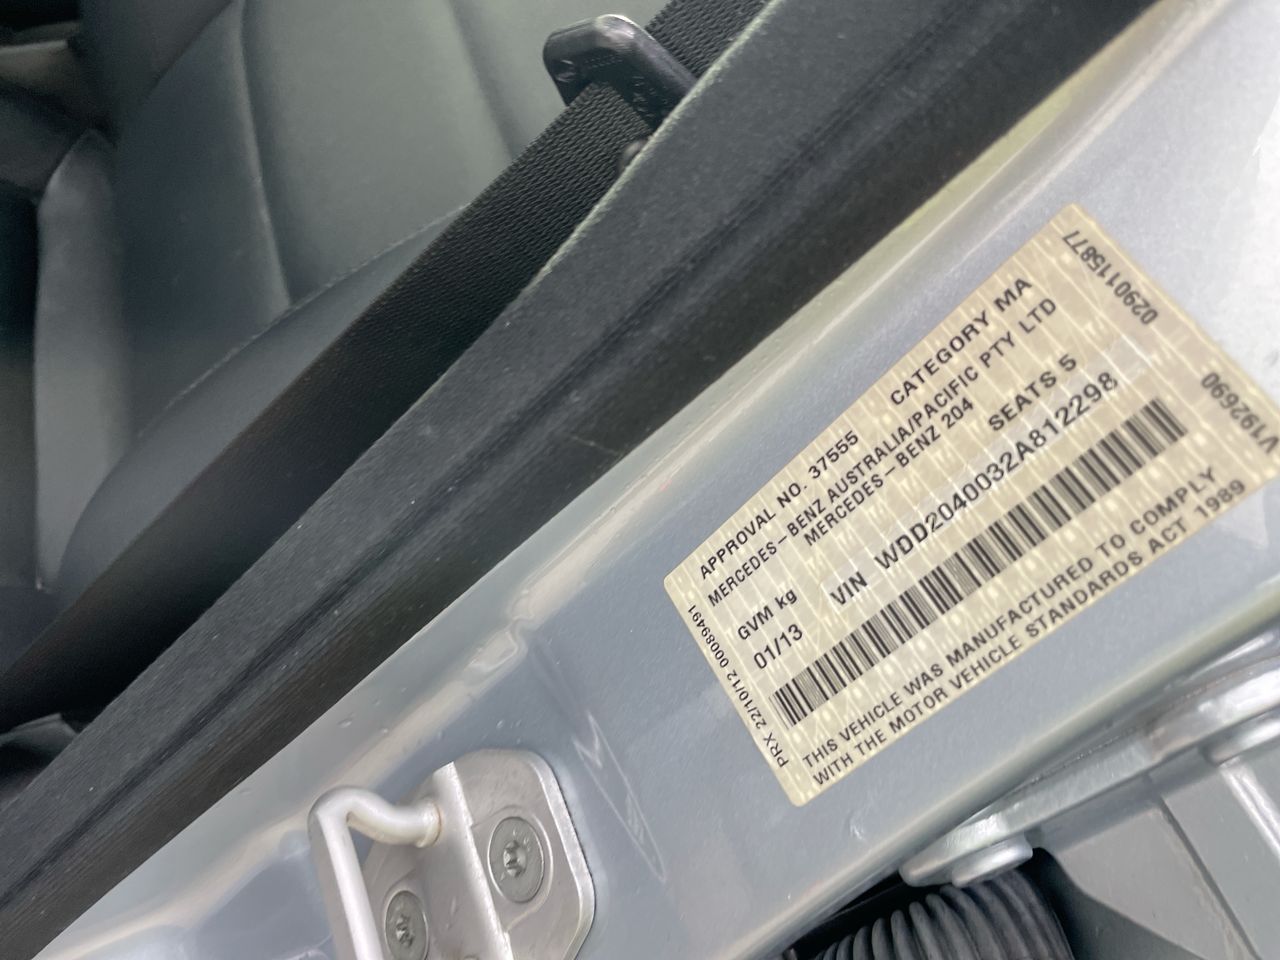 APPROVAL NO. 37555 CATEGORY MA
MERCEDES-BENZ AUSTRALIA/PACIFIC PTY LTD
MERCEDES-BENZ 204
GVM kg SEATS 5
01/13 VIN WDD2040032A812298
THIS VEHICLE WAS MANUFACTURED TO COMPLY
WITH THE MOTOR VEHICLE STANDARDS ACT 1989
PRX 22/10/12 00089491
0290115877
V192690